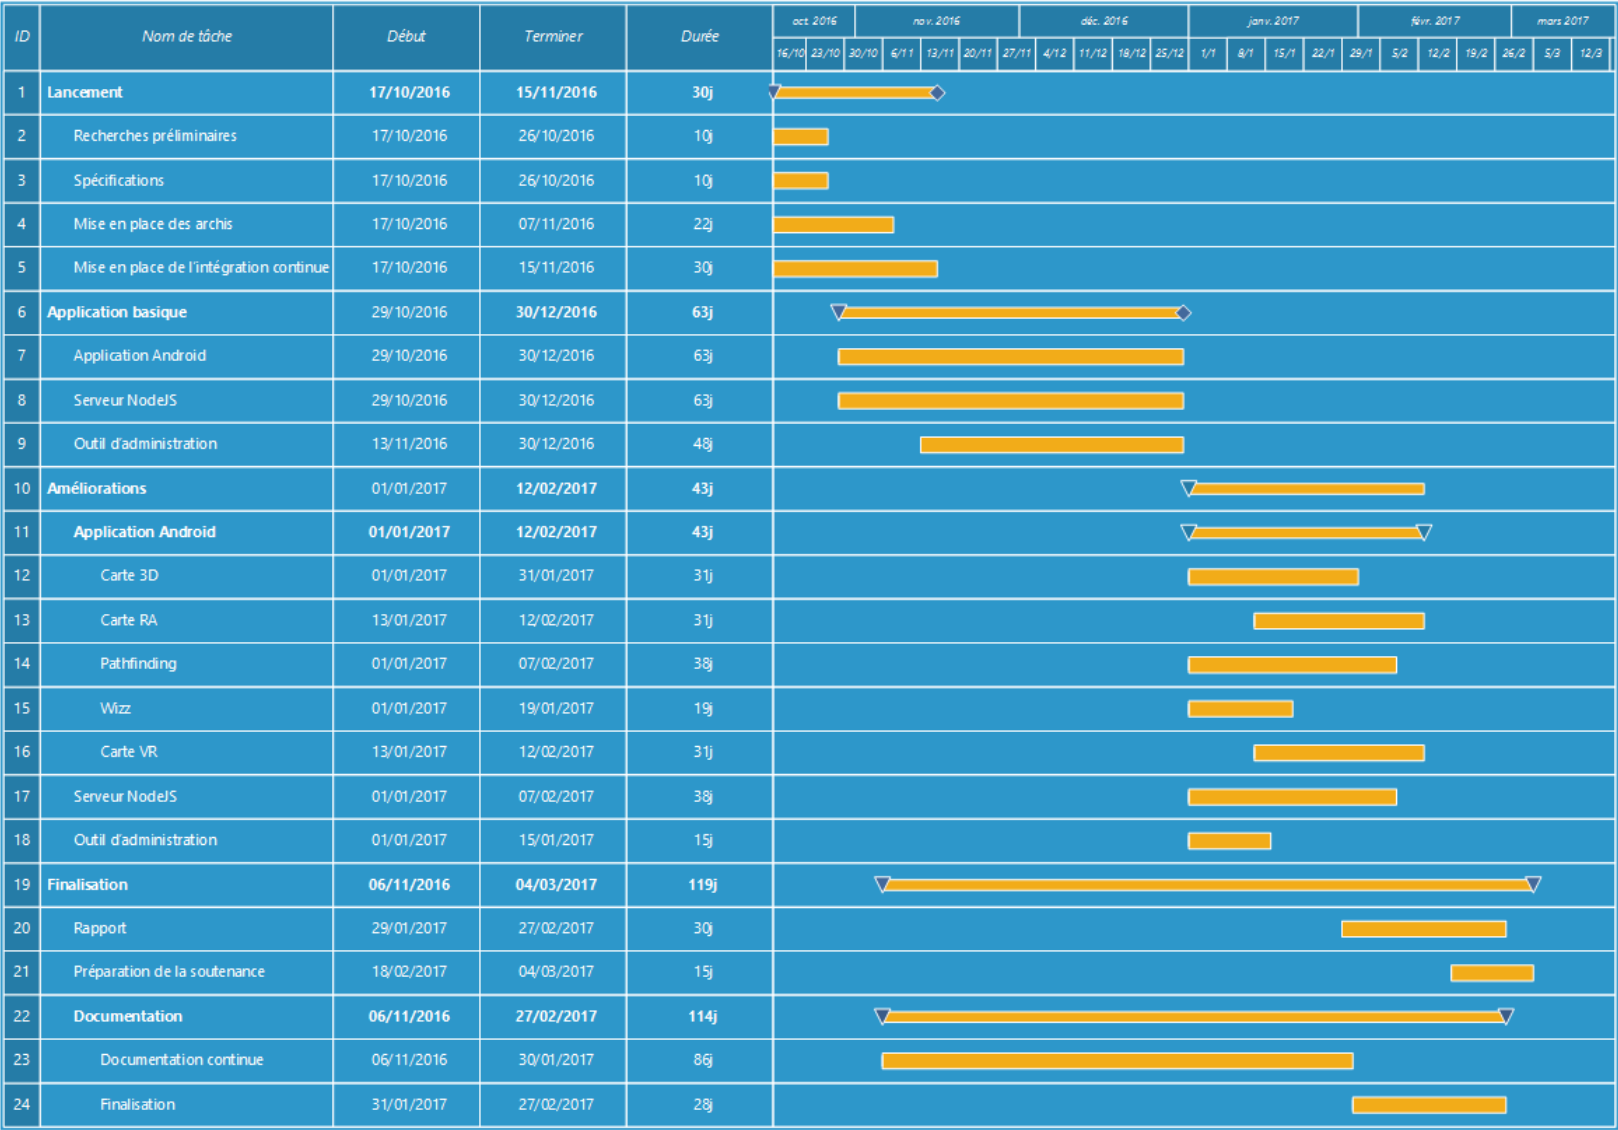 ID Nom de tâche Début Terminer Durée oct. 2016 nov. 2016 déc. 2016 janv. 2017 févr. 2017 mars 2017
16/10 23/10 30/10 6/11 13/11 20/11 27/11 4/12 11/12 18/12 25/12 1/1 8/1 15/1 22/1 29/1 5/2 12/2 19/2 26/2 5/3 12/3
1 Lancement 17/10/2016 15/11/2016 30j
2 Recherches préliminaires 17/10/2016 26/10/2016 10j
3 Spécifications 17/10/2016 26/10/2016 10j
4 Mise en place des archis 17/10/2016 07/11/2016 22j
5 Mise en place de l'intégration continue 17/10/2016 15/11/2016 30j
6 Application basique 29/10/2016 30/12/2016 63j
7 Application Android 29/10/2016 30/12/2016 63j
8 Serveur NodeJS 29/10/2016 30/12/2016 63j
9 Outil d'administration 13/11/2016 30/12/2016 48j
10 Améliorations 01/01/2017 12/02/2017 43j
11 Application Android 01/01/2017 12/02/2017 43j
12 Carte 3D 01/01/2017 31/01/2017 31j
13 Carte RA 13/01/2017 12/02/2017 31j
14 Pathfinding 01/01/2017 07/02/2017 38j
15 Wizz 01/01/2017 19/01/2017 19j
16 Carte VR 13/01/2017 12/02/2017 31j
17 Serveur NodeJS 01/01/2017 07/02/2017 38j
18 Outil d'administration 01/01/2017 15/01/2017 15j
19 Finalisation 06/11/2016 04/03/2017 119j
20 Rapport 29/01/2017 27/02/2017 30j
21 Préparation de la soutenance 18/02/2017 04/03/2017 15j
22 Documentation 06/11/2016 27/02/2017 114j
23 Documentation continue 06/11/2016 30/01/2017 86j
24 Finalisation 31/01/2017 27/02/2017 28j